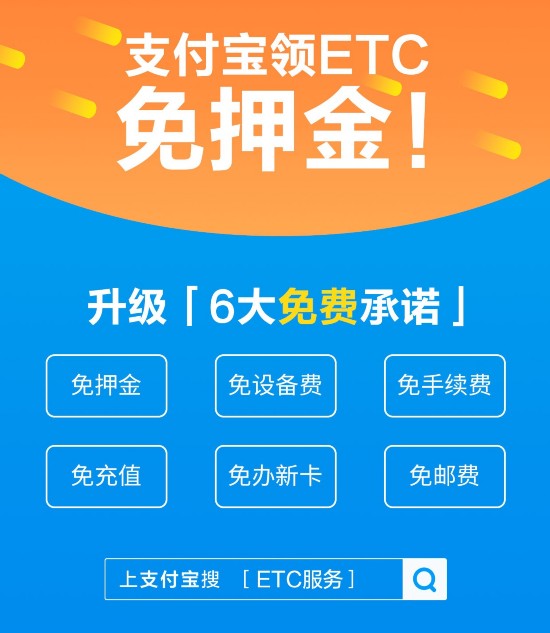 支付宝领ETC
免押金!
升级「6大免费承诺」
免押金 免设备费 免手续费
免充值 免办新卡 免邮费
上支付宝搜 [ ETC服务 ]